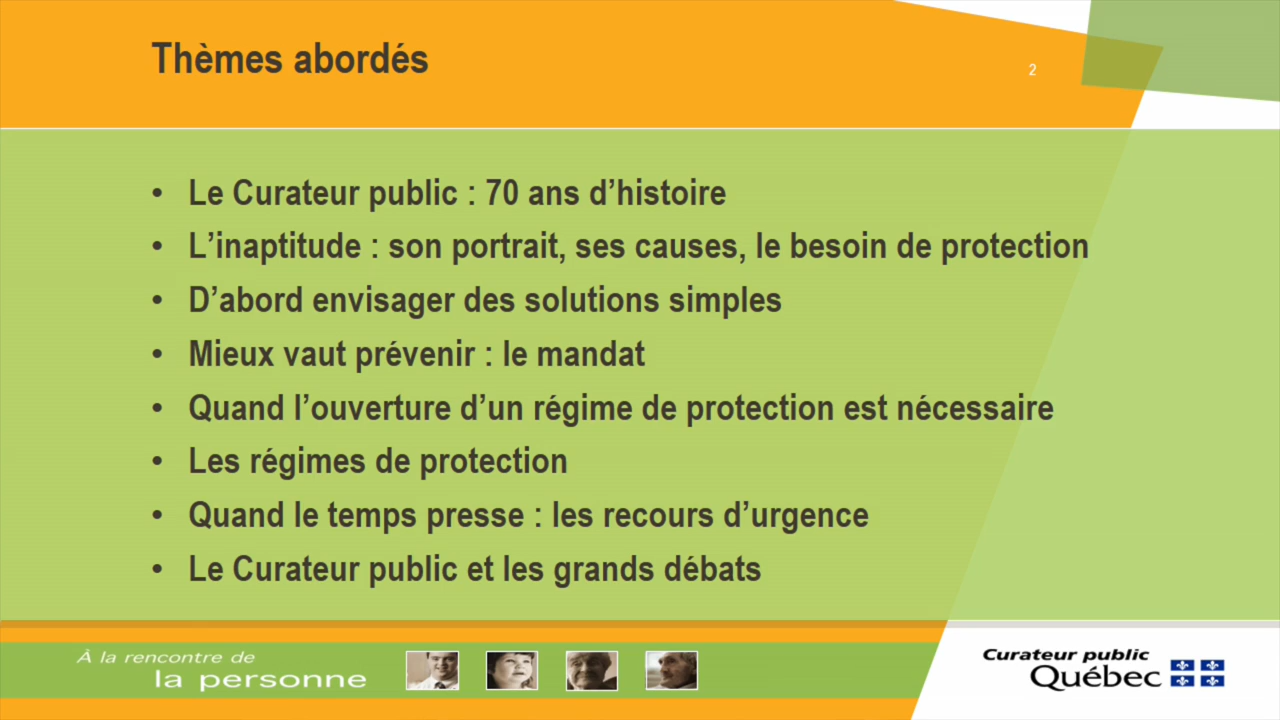 Thèmes abordés
2
• Le Curateur public : 70 ans d’histoire
• L’inaptitude : son portrait, ses causes, le besoin de protection
• D’abord envisager des solutions simples
• Mieux vaut prévenir : le mandat
• Quand l’ouverture d’un régime de protection est nécessaire
• Les régimes de protection
• Quand le temps presse : les recours d’urgence
• Le Curateur public et les grands débats
À la rencontre de
la personne
Curateur public
Québec